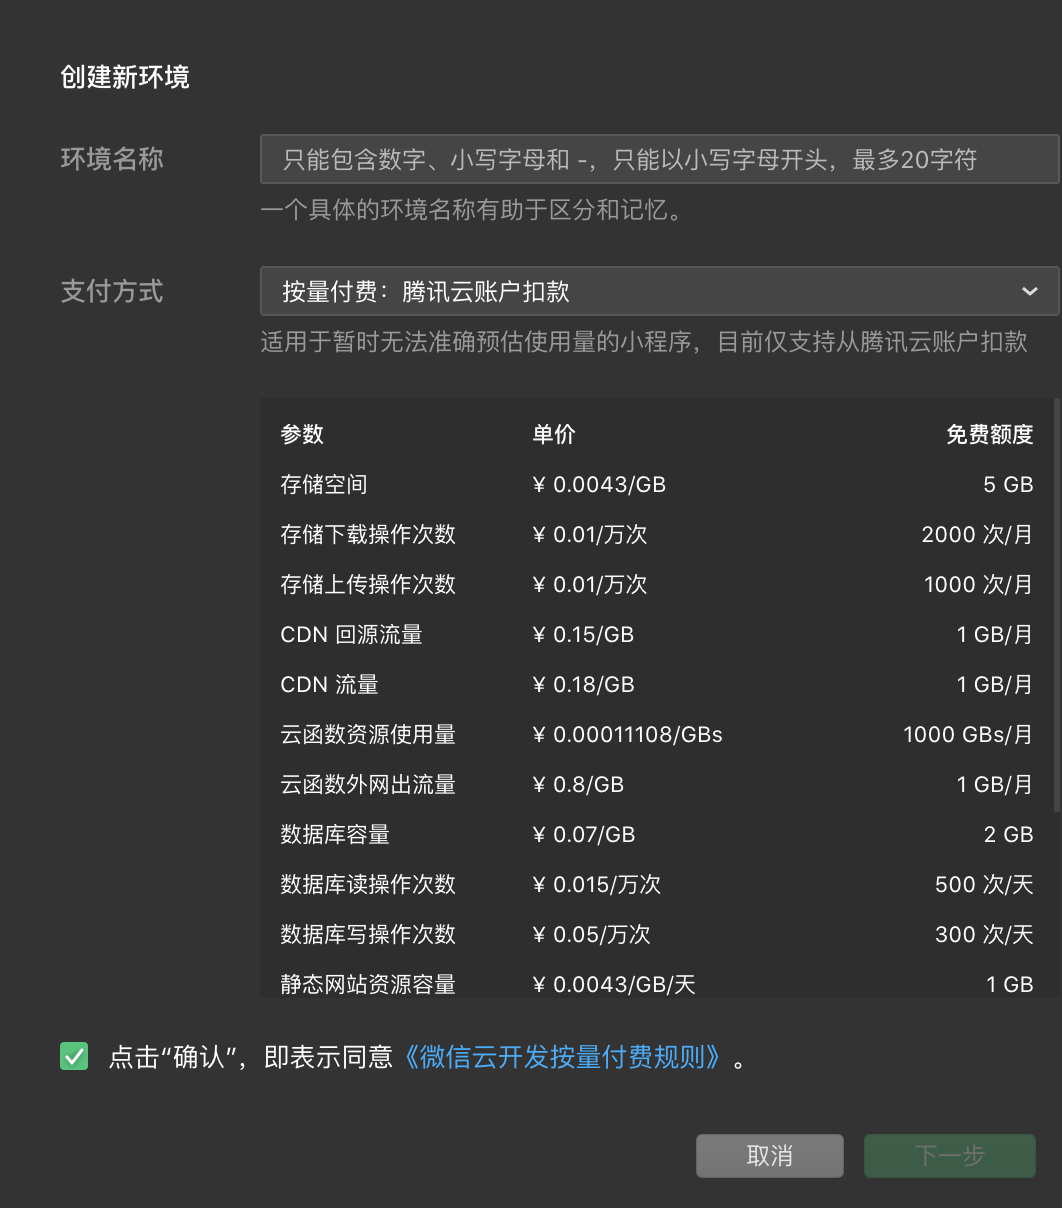 创建新环境
环境名称 只能包含数字、小写字母和 -，只能以小写字母开头，最多20字符
一个具体的环境名称有助于区分和记忆。
支付方式 按量付费：腾讯云账户扣款
适用于暂时无法准确预估使用量的小程序，目前仅支持从腾讯云账户扣款
参数 单价 免费额度
存储空间 ¥ 0.0043/GB 5 GB
存储下载操作次数 ¥ 0.01/万次 2000 次/月
存储上传操作次数 ¥ 0.01/万次 1000 次/月
CDN 回源流量 ¥ 0.15/GB 1 GB/月
CDN 流量 ¥ 0.18/GB 1 GB/月
云函数资源使用量 ¥ 0.00011108/GBs 1000 GBs/月
云函数外网出流量 ¥ 0.8/GB 1 GB/月
数据库容量 ¥ 0.07/GB 2 GB
数据库读操作次数 ¥ 0.015/万次 500 次/天
数据库写操作次数 ¥ 0.05/万次 300 次/天
静态网站资源容量 ¥ 0.0043/GB/天 1 GB
点击“确认”，即表示同意《微信云开发按量付费规则》。
取消 下一步